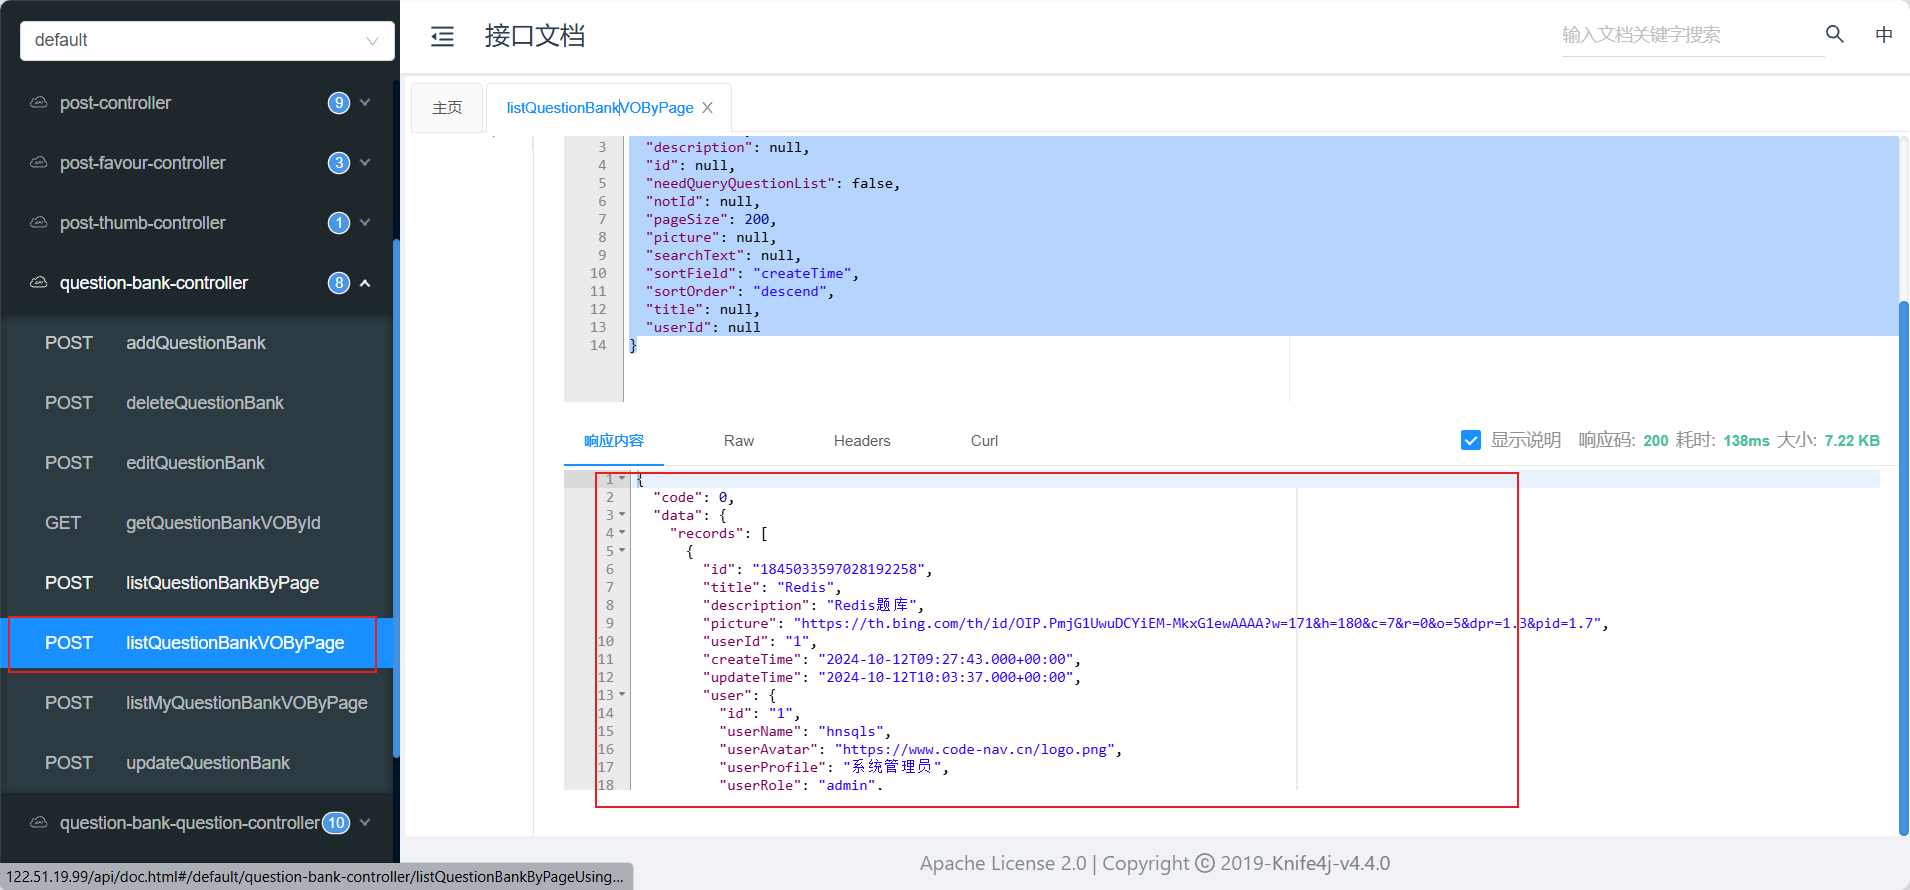 default
post-controller
9
post-favour-controller
3
post-thumb-controller
1
question-bank-controller
8
POST addQuestionBank
POST deleteQuestionBank
POST editQuestionBank
GET getQuestionBankVOById
POST listQuestionBankByPage
POST listQuestionBankVOByPage
POST listMyQuestionBankVOByPage
POST updateQuestionBank
question-bank-question-controller
10
122.51.19.99/api/doc.html#/default/question-bank-controller/listQuestionBankByPageUsing...
接口文档
输入文档关键字搜索
中
主页
listQuestionBankVOByPage
3 "description": null,
4 "id": null,
5 "needQueryQuestionList": false,
6 "notId": null,
7 "pageSize": 200,
8 "picture": null,
9 "searchText": null,
10 "sortField": "createTime",
11 "sortOrder": "descend",
12 "title": null,
13 "userId": null
14 }
响应内容 Raw Headers Curl
显示说明 响应码: 200 耗时: 138ms 大小: 7.22 KB
1 {
2 "code": 0,
3 "data": {
4 "records": [
5 {
6 "id": "1845033597028192258",
7 "title": "Redis",
8 "description": "Redis题库",
9 "picture": "https://th.bing.com/th/id/OIP.PmjG1UwuDCYiEM-MkxG1ewAAAA?w=171&h=180&c=7&r=0&o=5&dpr=1.3&pid=1.7",
10 "userId": "1",
11 "createTime": "2024-10-12T09:27:43.000+00:00",
12 "updateTime": "2024-10-12T10:03:37.000+00:00",
13 "user": {
14 "id": "1",
15 "userName": "hnsqls",
16 "userAvatar": "https://www.code-nav.cn/logo.png",
17 "userProfile": "系统管理员",
18 "userRole": "admin",
Apache License 2.0 | Copyright © 2019-Knife4j-v4.4.0